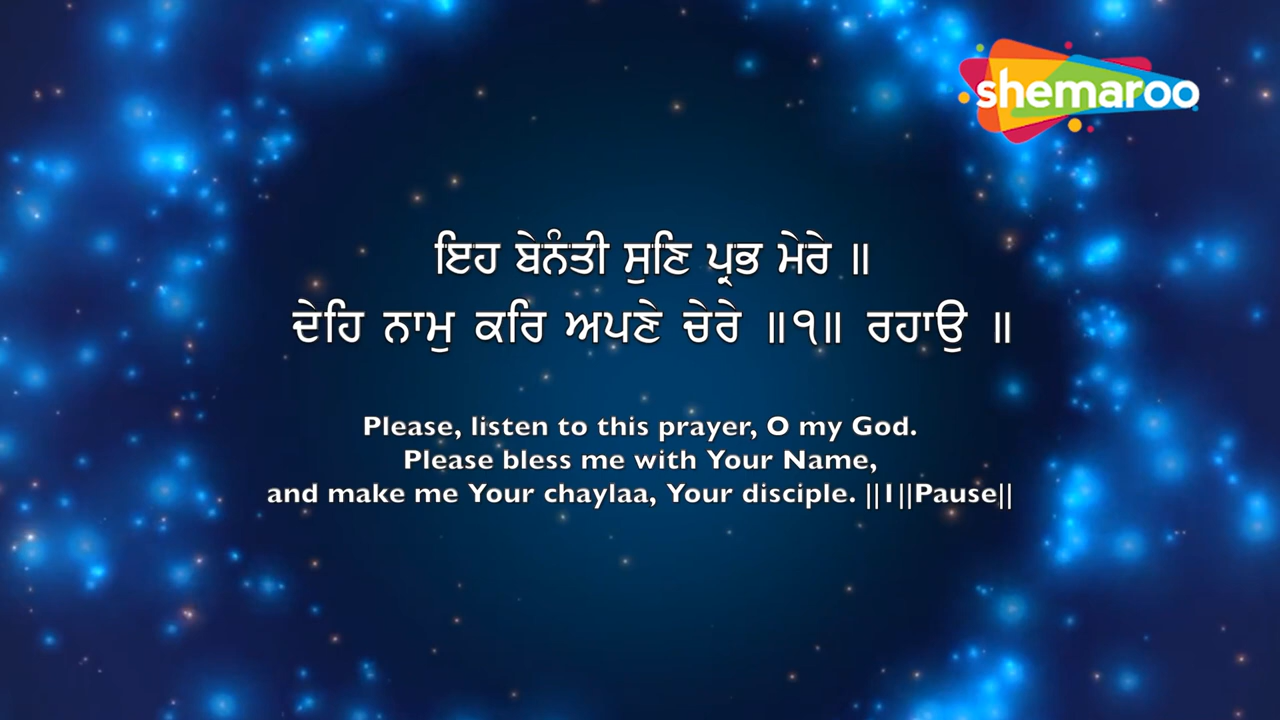 shemaroo
ਇਹ ਬੇਨੰਤੀ ਸੁਣਿ ਪ੍ਰਭ ਮੇਰੇ ॥
ਦੇਹਿ ਨਾਮੁ ਕਰਿ ਅਪਣੇ ਚੇਰੇ ॥੧॥ ਰਹਾਉ ॥
Please, listen to this prayer, O my God.
Please bless me with Your Name,
and make me Your chaylaa, Your disciple. ||1||Pause||